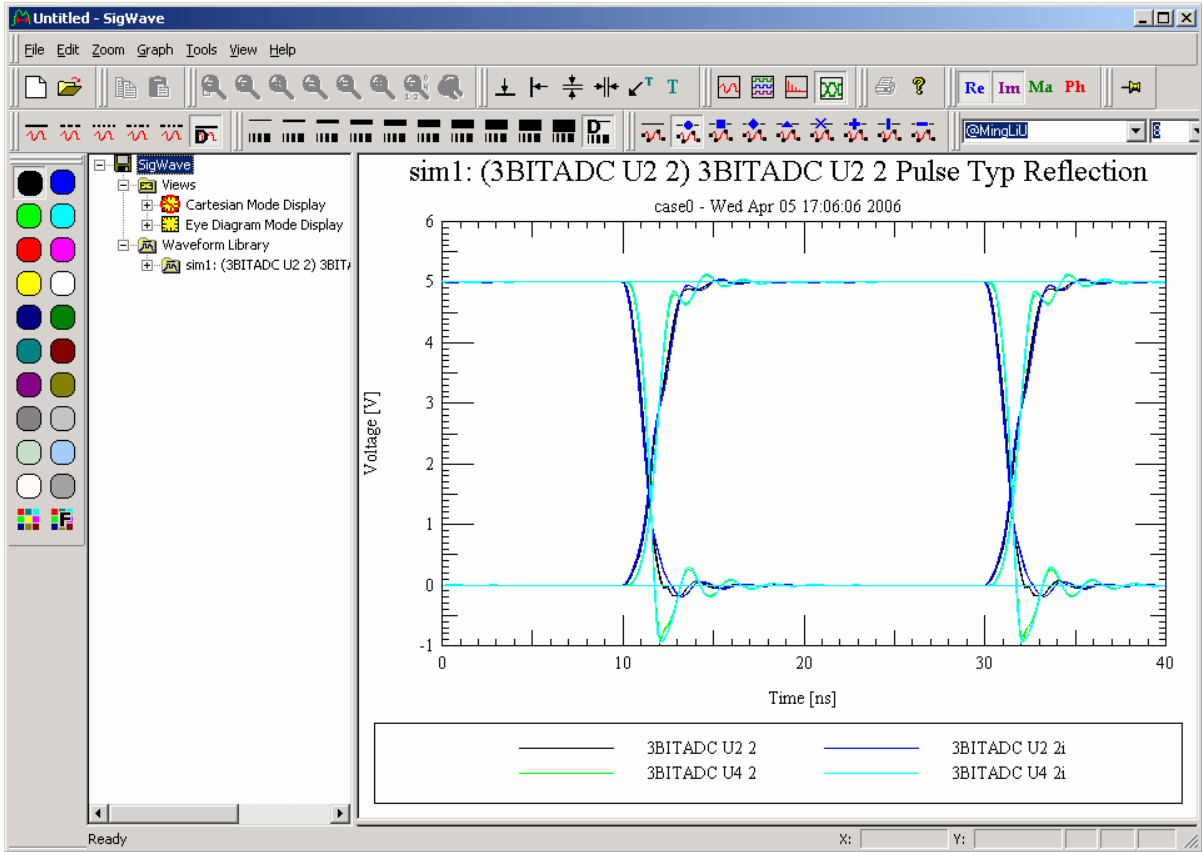 Untitled - SigWave
File Edit Zoom Graph Tools View Help
T T Re Im Ma Ph
D D @MingLiU 8
SigWave
Views
Cartesian Mode Display
Eye Diagram Mode Display
Waveform Library
sim1: (3BITADC U2 2) 3BIT
F
sim1: (3BITADC U2 2) 3BITADC U2 2 Pulse Typ Reflection
case0 - Wed Apr 05 17:06:06 2006
6
5
4
3
2
1
0
-1
Voltage [V]
0 10 20 30 40
Time [ns]
3BITADC U2 2 3BITADC U2 2i
3BITADC U4 2 3BITADC U4 2i
Ready X: Y: